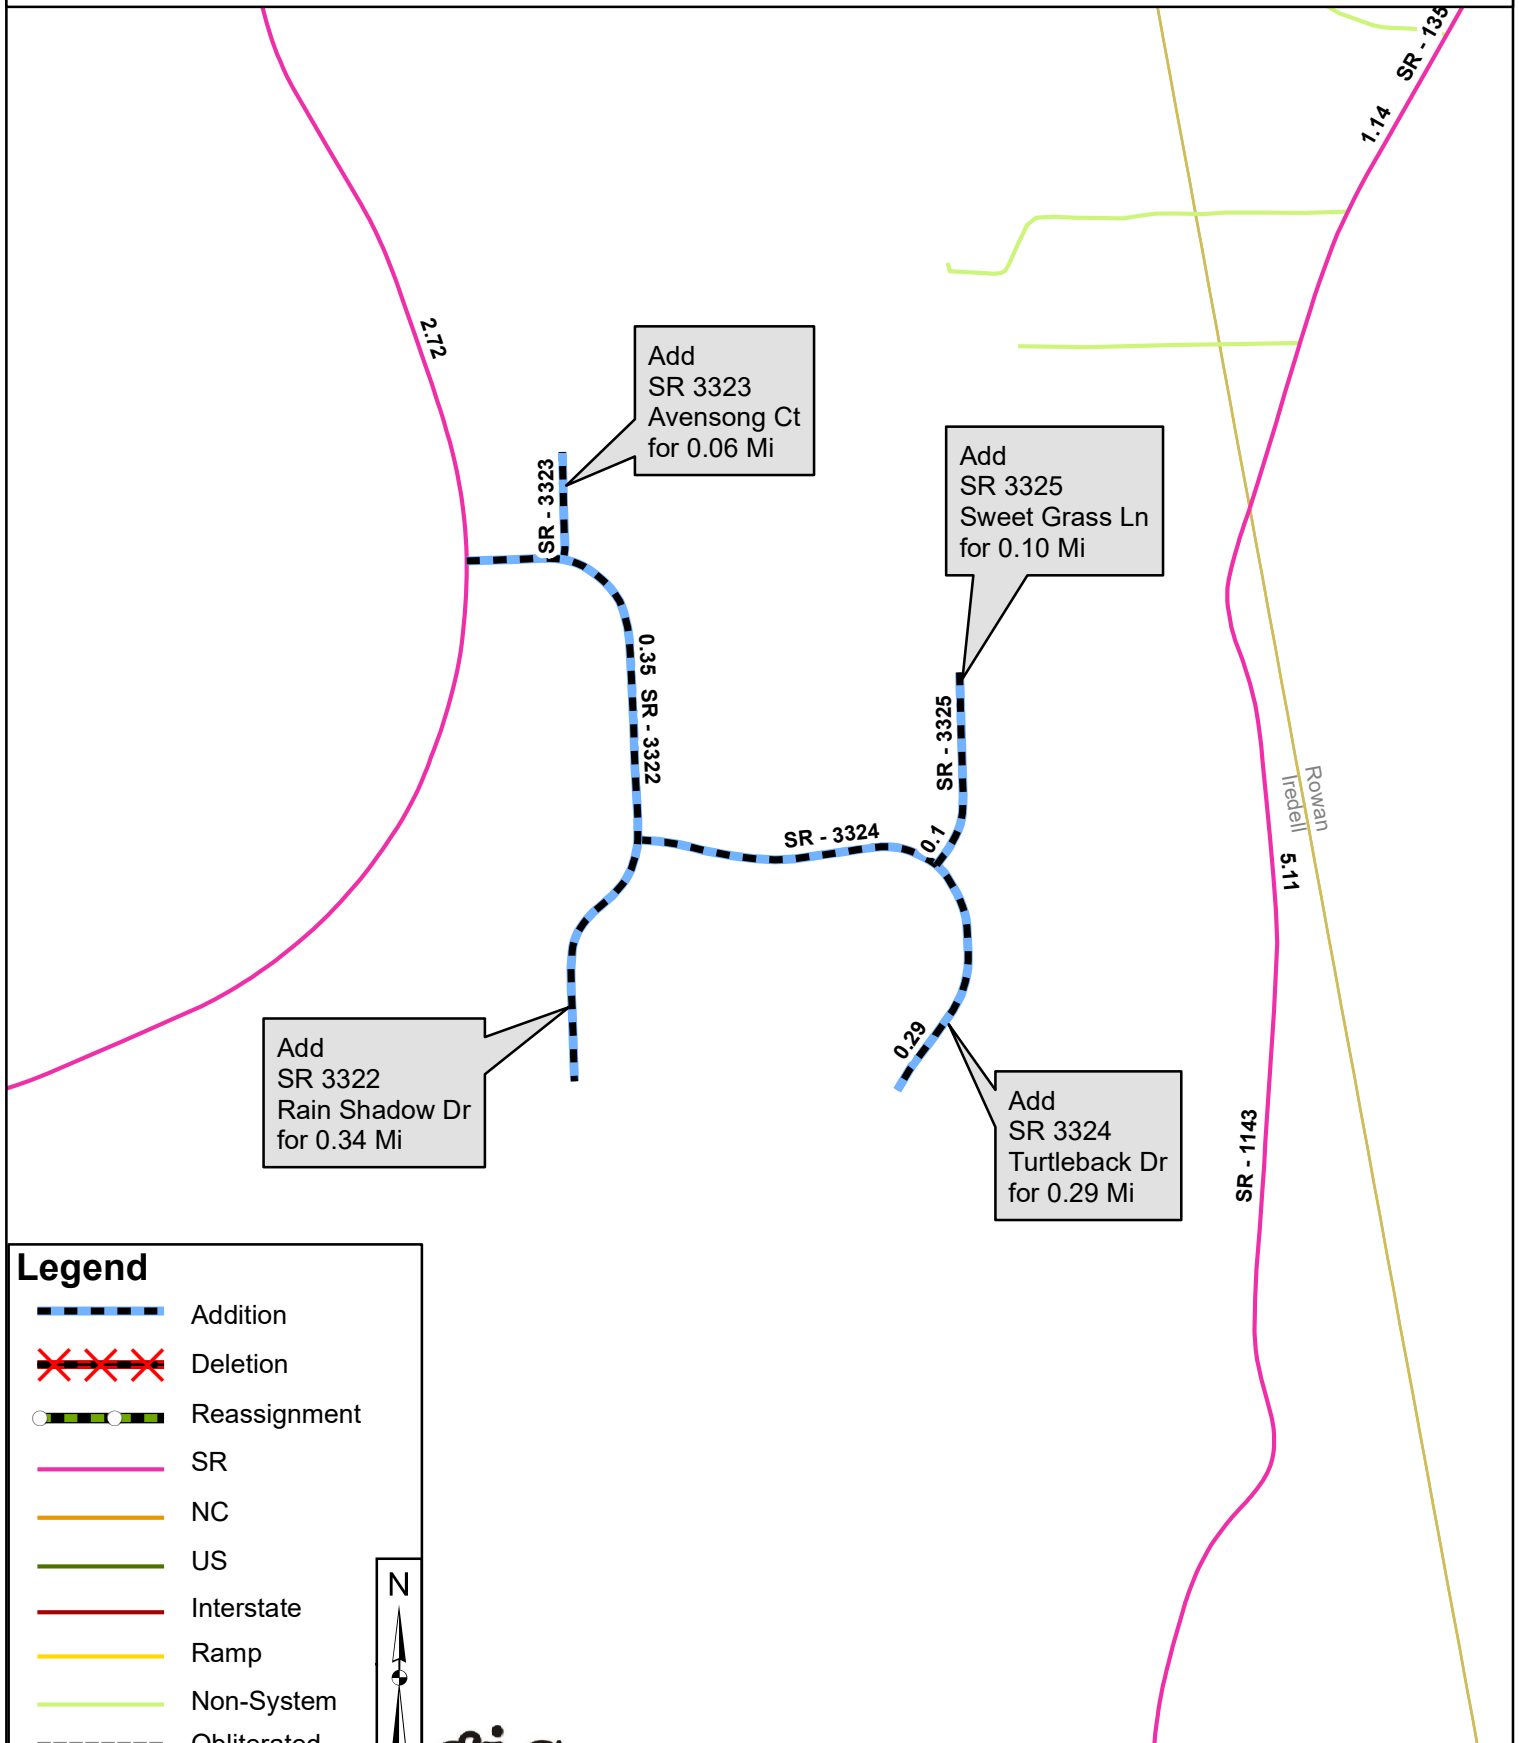 SR - 135
1.14
2.72
Add
SR 3323
Avensong Ct
for 0.06 Mi
Add
SR 3325
Sweet Grass Ln
for 0.10 Mi
SR - 3323
0.35 SR - 3322
SR - 3325
Rowan
Iredell
SR - 3324
0.1
5.11
Add
SR 3322
Rain Shadow Dr
for 0.34 Mi
0.29
Add
SR 3324
Turtleback Dr
for 0.29 Mi
SR - 1143
Legend
Addition
Deletion
Reassignment
SR
NC
US
Interstate
Ramp
Non-System
Obliterated
N